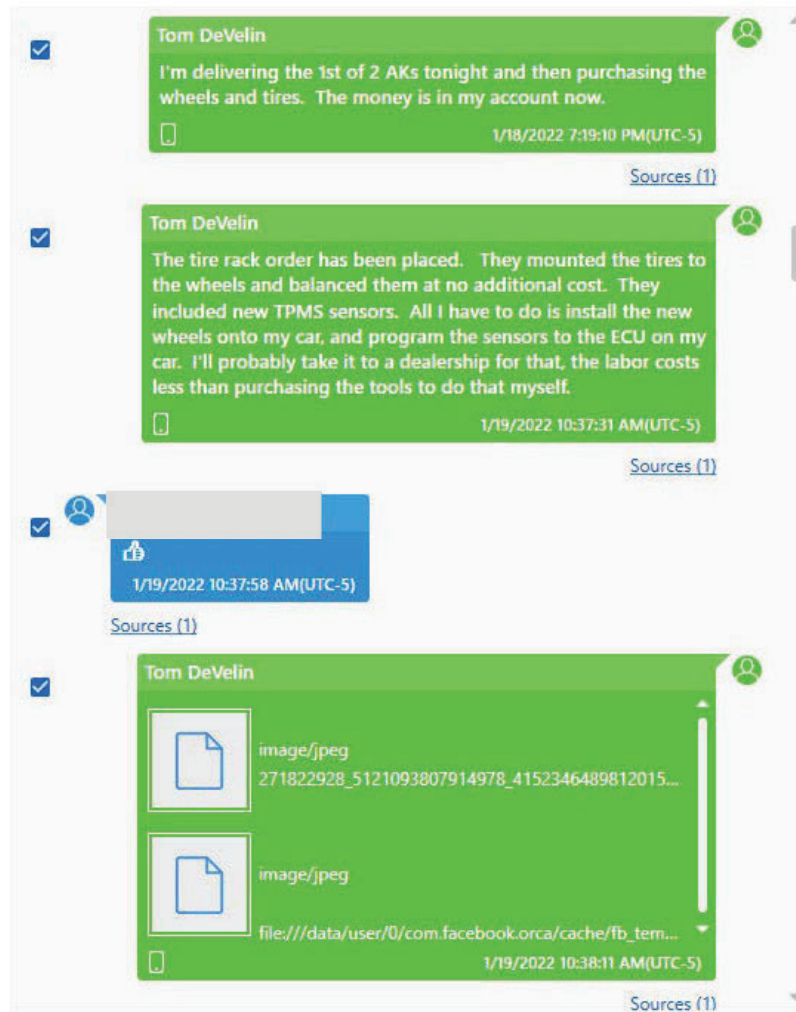 Tom DeVelin
I'm delivering the 1st of 2 AKs tonight and then purchasing the
wheels and tires. The money is in my account now.
1/18/2022 7:19:10 PM(UTC-5)
Sources (1)
Tom DeVelin
The tire rack order has been placed. They mounted the tires to
the wheels and balanced them at no additional cost. They
included new TPMS sensors. All I have to do is install the new
wheels onto my car, and program the sensors to the ECU on my
car. I'll probably take it to a dealership for that, the labor costs
less than purchasing the tools to do that myself.
1/19/2022 10:37:31 AM(UTC-5)
Sources (1)
1/19/2022 10:37:58 AM(UTC-5)
Sources (1)
Tom DeVelin
image/jpeg
271822928_5121093807914978_4152346489812015...
image/jpeg
file:///data/user/0/com.facebook.orca/cache/fb_tem...
1/19/2022 10:38:11 AM(UTC-5)
Sources (1)